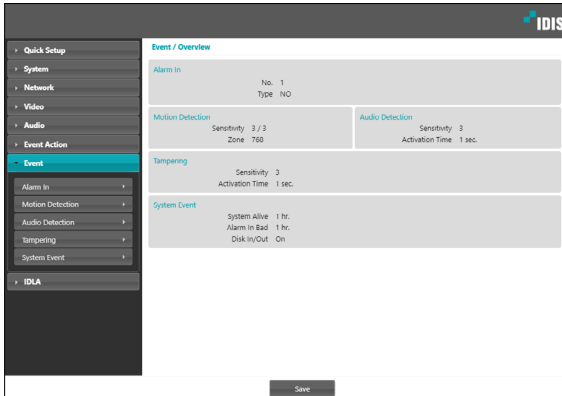 IDIS
Quick Setup
System
Network
Video
Audio
Event Action
Event
Alarm In
Motion Detection
Audio Detection
Tampering
System Event
IDLA
Event / Overview
Alarm In
No. 1
Type NO
Motion Detection
Sensitivity 3 / 3
Zone 760
Audio Detection
Sensitivity 3
Activation Time 1 sec.
Tampering
Sensitivity 3
Activation Time 1 sec.
System Event
System Alive 1 hr.
Alarm In Bad 1 hr.
Disk In/Out On
Save